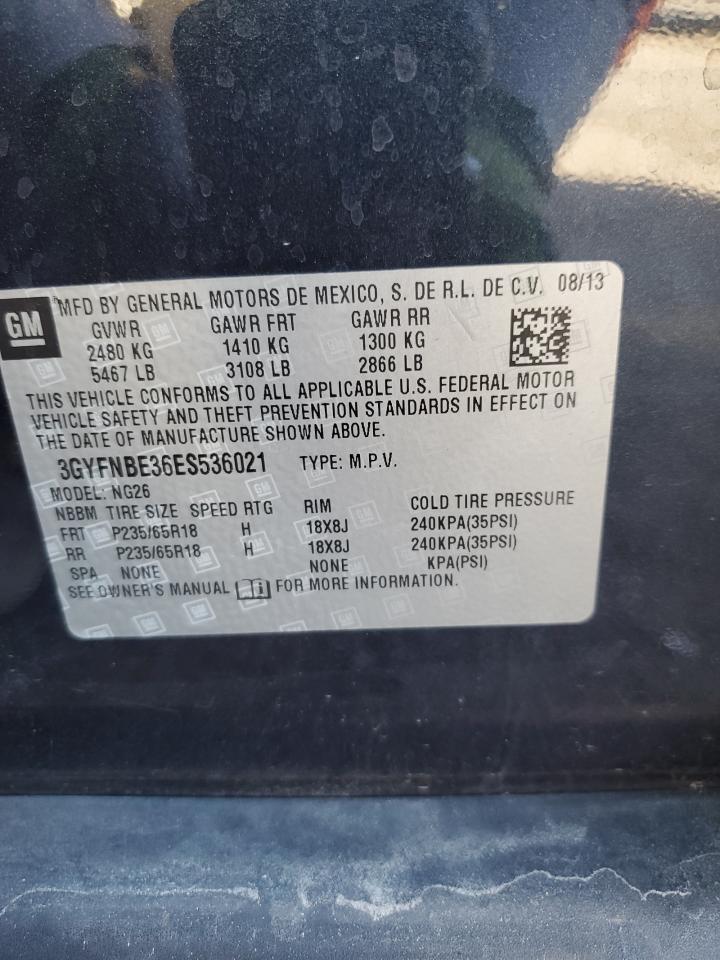 GM
MFD BY GENERAL MOTORS DE MEXICO, S. DE R.L. DE C.V. 08/13
GVWR GAWR FRT GAWR RR
2480 KG 1410 KG 1300 KG
5467 LB 3108 LB 2866 LB
THIS VEHICLE CONFORMS TO ALL APPLICABLE U.S. FEDERAL MOTOR
VEHICLE SAFETY AND THEFT PREVENTION STANDARDS IN EFFECT ON
THE DATE OF MANUFACTURE SHOWN ABOVE.
3GYFNBE36ES536021 TYPE: M.P.V.
MODEL: NG26
NBBM TIRE SIZE SPEED RTG RIM COLD TIRE PRESSURE
FRT P235/65R18 H 18X8J 240KPA(35PSI)
RR P235/65R18 H 18X8J 240KPA(35PSI)
SPA NONE NONE KPA(PSI)
SEE OWNER'S MANUAL FOR MORE INFORMATION.